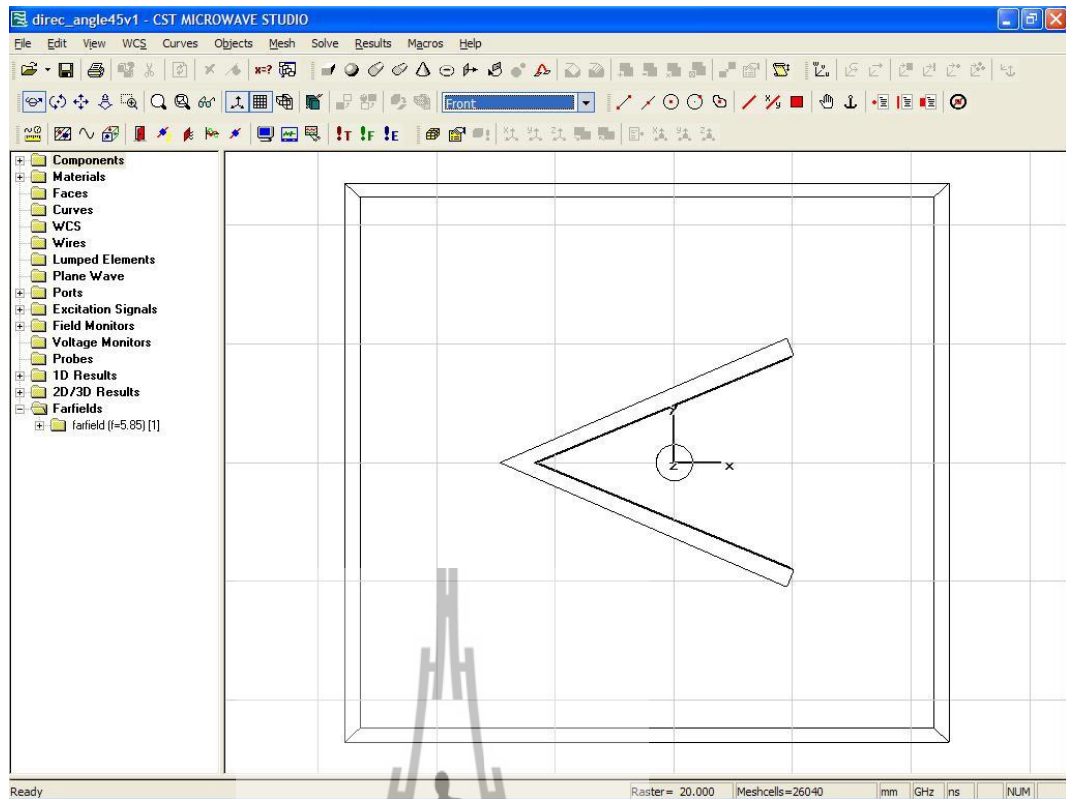 direc_angle45v1 - CST MICROWAVE STUDIO
File Edit View WCS Curves Objects Mesh Solve Results Macros Help
Front
Components
Materials
Faces
Curves
WCS
Wires
Lumped Elements
Plane Wave
Ports
Excitation Signals
Field Monitors
Voltage Monitors
Probes
1D Results
2D/3D Results
Farfields
farfield (f=5.85) [1]
y
z x
Ready Raster= 20.000 Meshcells=26040 mm GHz ns NUM